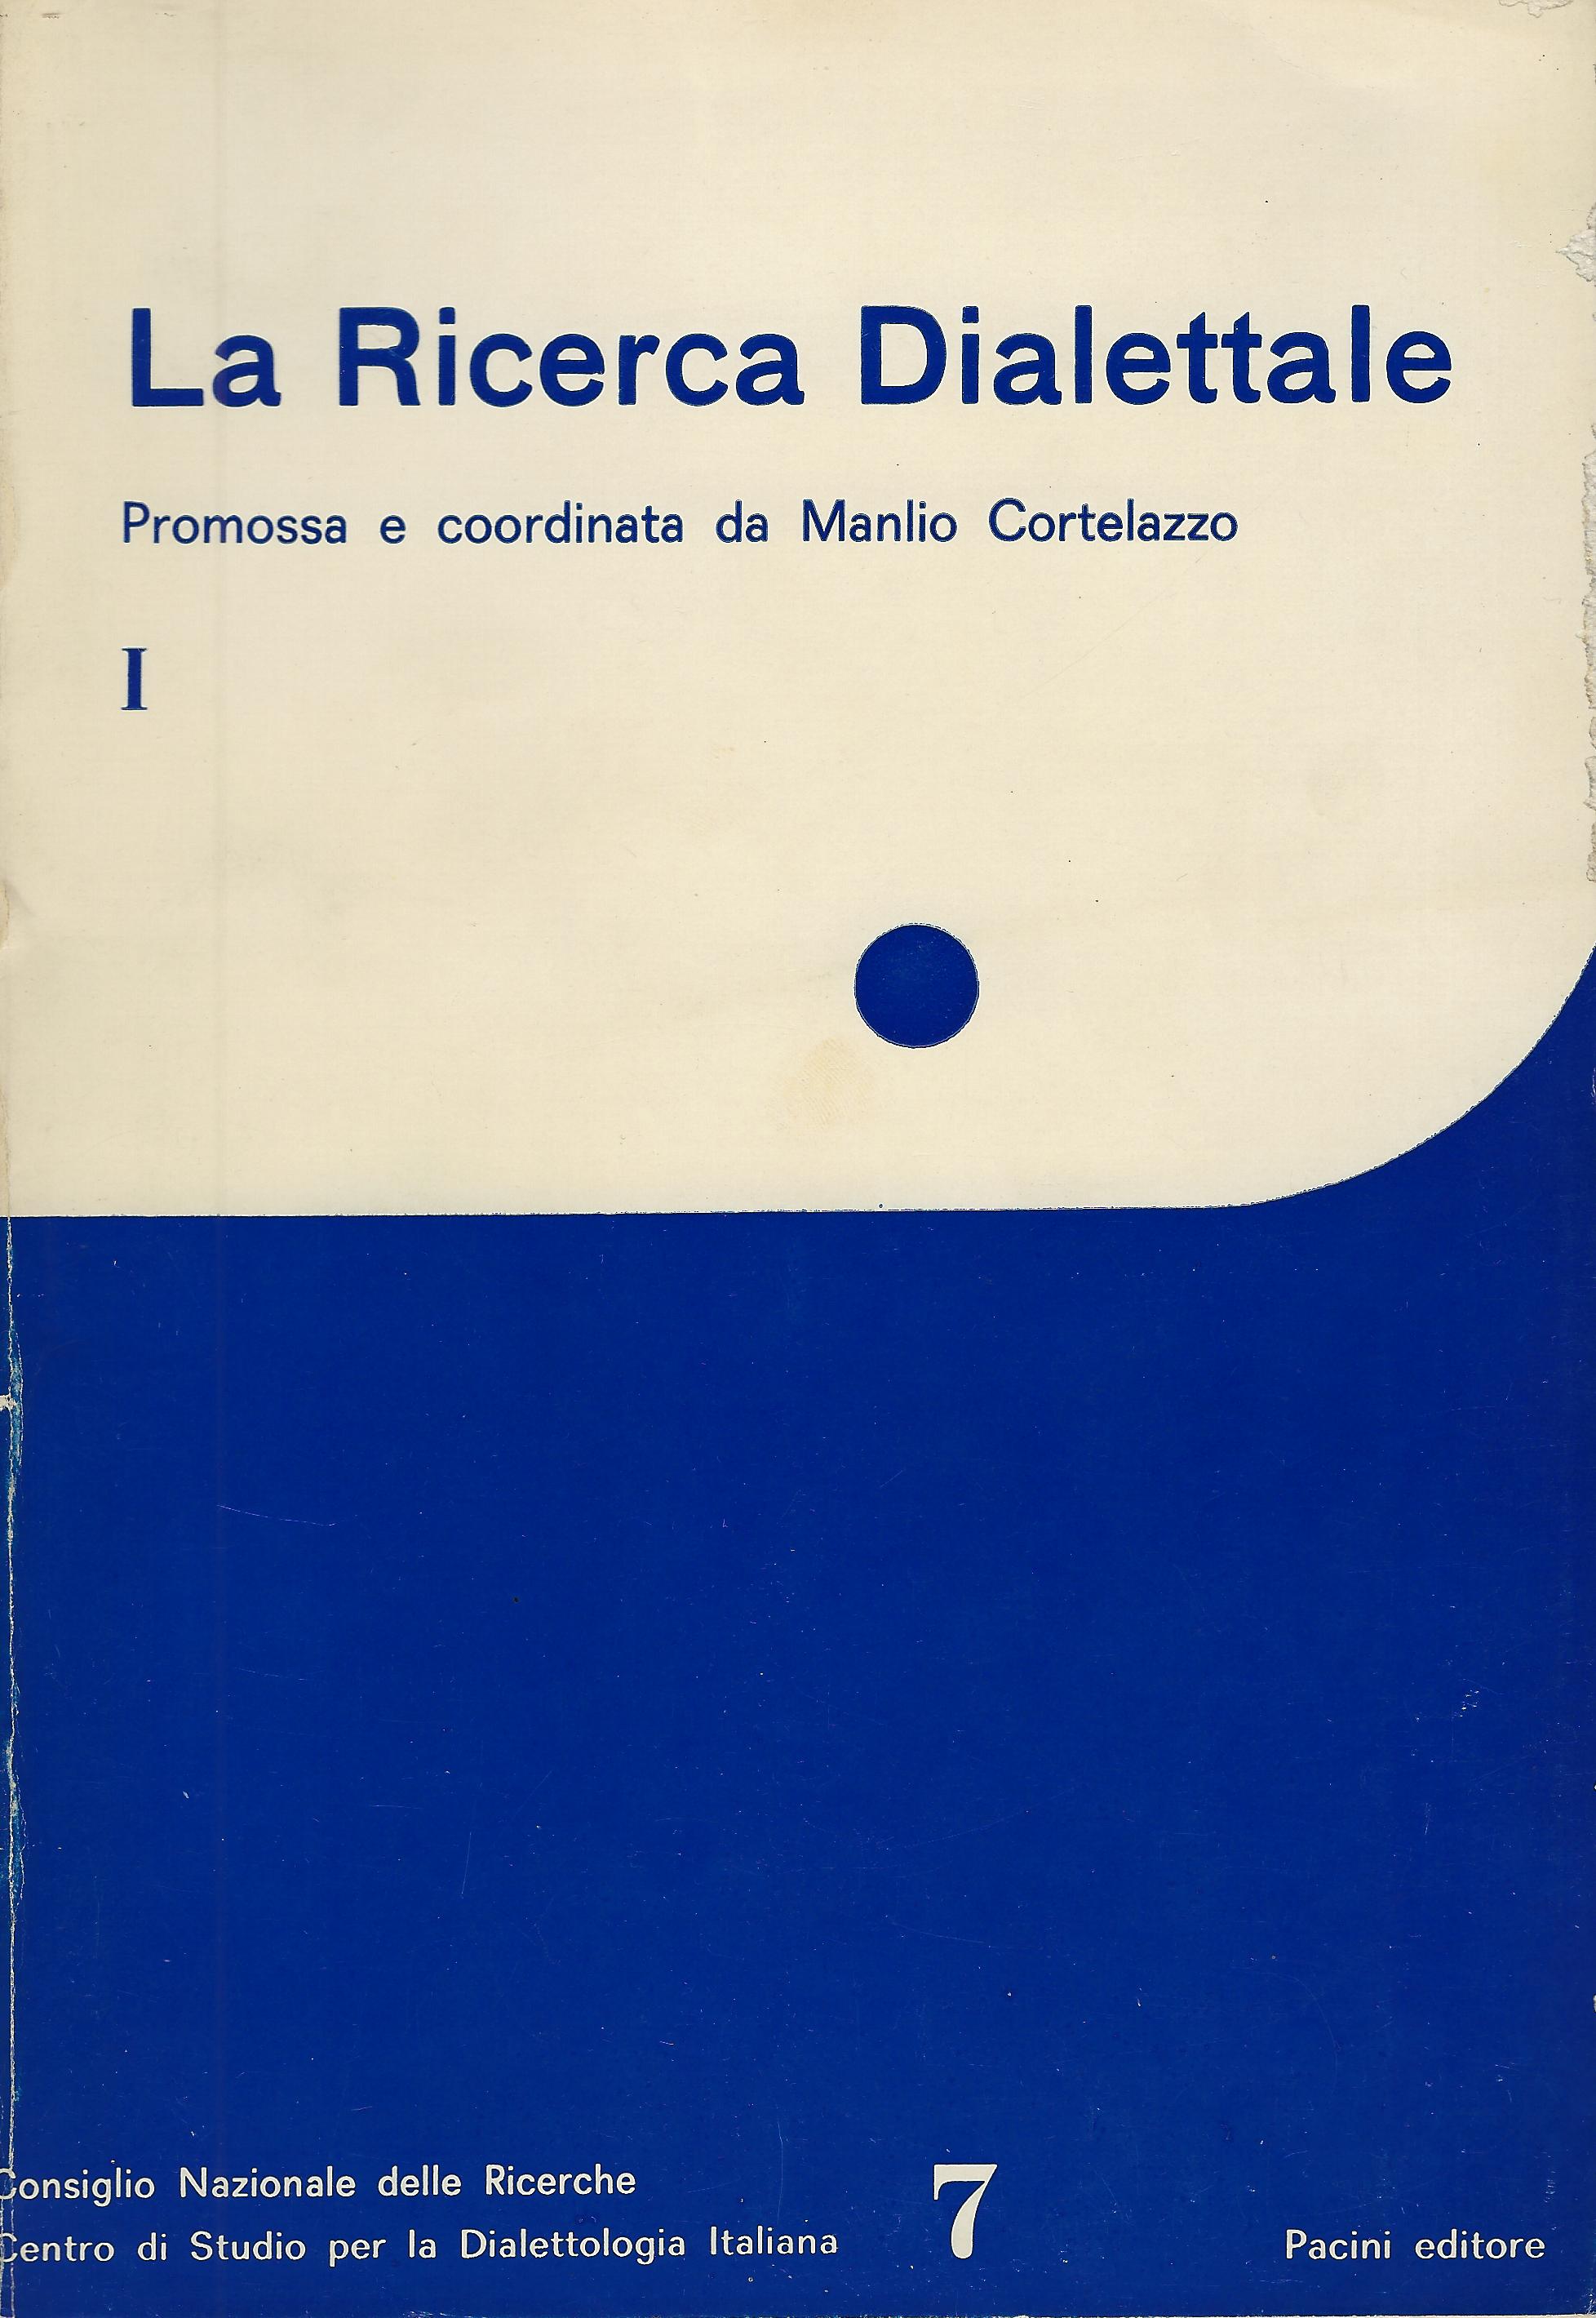 La Ricerca Dialettale
Promossa e coordinata da Manlio Cortelazzo
I
Consiglio Nazionale delle Ricerche
Centro di Studio per la Dialettologia Italiana
7
Pacini editore